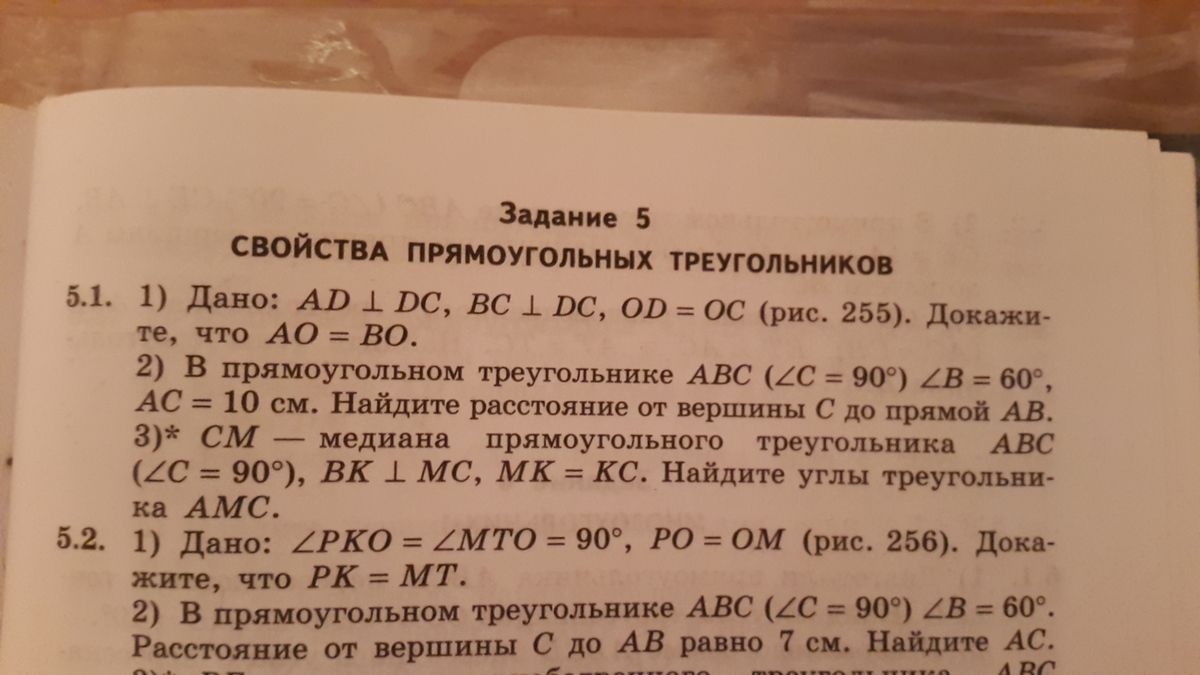 Задание 5
СВОЙСТВА ПРЯМОУГОЛЬНЫХ ТРЕУГОЛЬНИКОВ
5.1. 1) Дано: AD ⊥ DC, BC ⊥ DC, OD = OC (рис. 255). Докажи-
те, что AO = BO.
2) В прямоугольном треугольнике ABC (∠C = 90°) ∠B = 60°,
AC = 10 см. Найдите расстояние от вершины C до прямой AB.
3)* CM — медиана прямоугольного треугольника ABC
(∠C = 90°), BK ⊥ MC, MK = KC. Найдите углы треугольни-
ка AMC.
5.2. 1) Дано: ∠PKO = ∠MTO = 90°, PO = OM (рис. 256). Дока-
жите, что PK = MT.
2) В прямоугольном треугольнике ABC (∠C = 90°) ∠B = 60°.
Расстояние от вершины C до AB равно 7 см. Найдите AC.
треугольника ABC